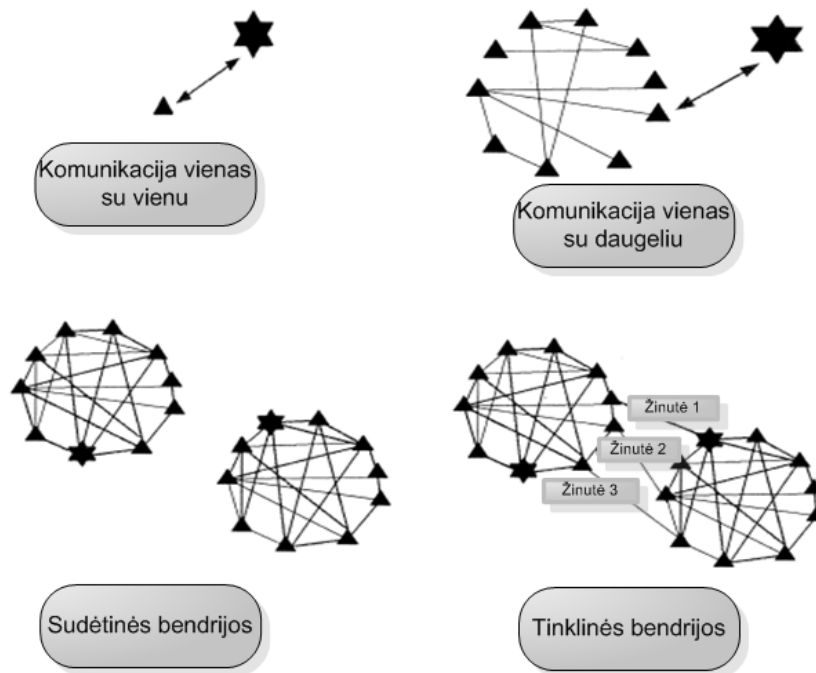 Komunikacija vienas
su vienu
Komunikacija vienas
su daugeliu
Žinutė 1
Žinutė 2
Žinutė 3
Sudėtinės bendrijos
Tinklinės bendrijos